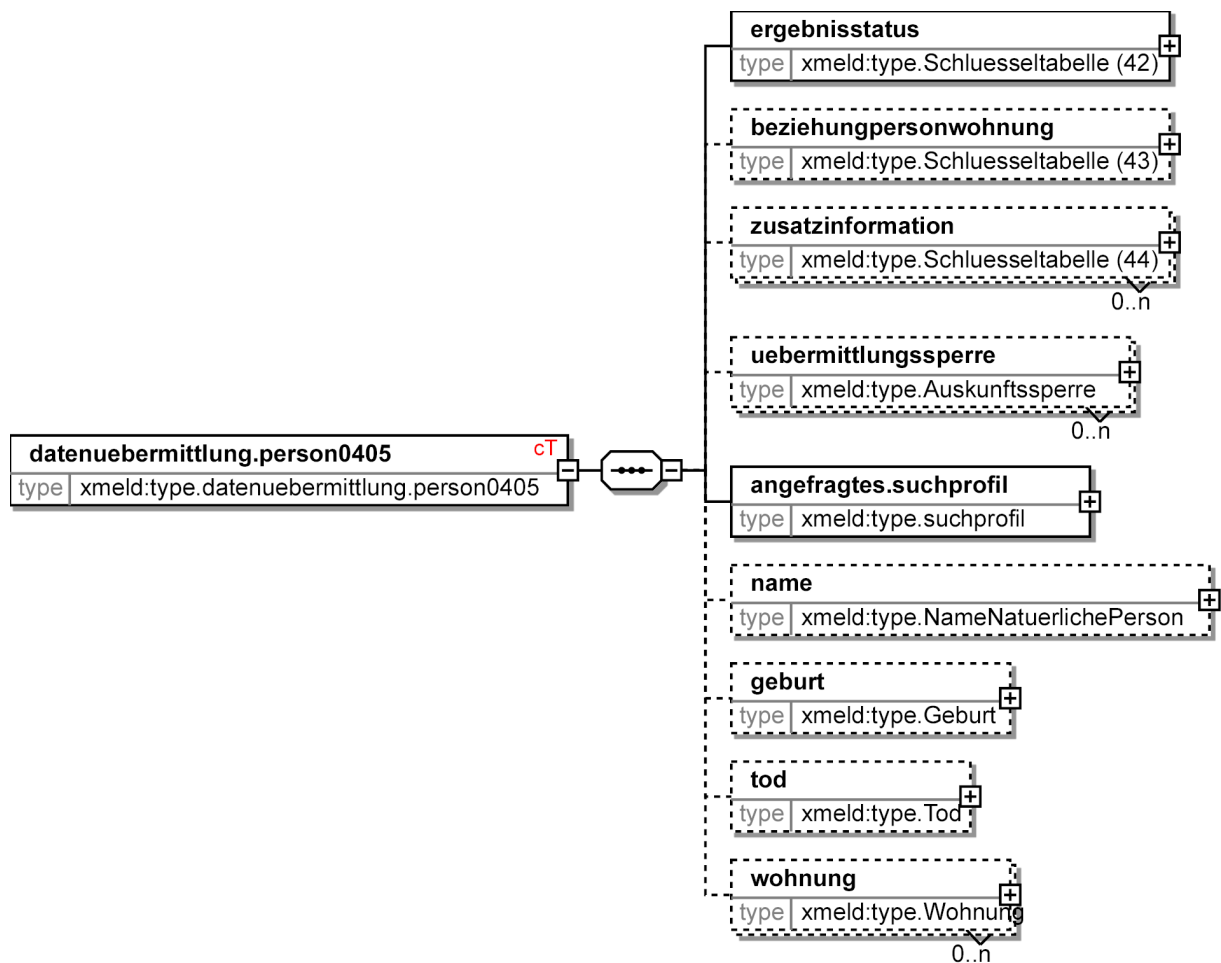 ergebnisstatus
type xmeld:type.Schluesseltabelle (42)
beziehungpersonwohnung
type xmeld:type.Schluesseltabelle (43)
zusatzinformation
type xmeld:type.Schluesseltabelle (44)
0..n
uebermittlungssperre
type xmeld:type.Auskunftssperre
0..n
datenuebermittlung.person0405 cT
type xmeld:type.datenuebermittlung.person0405
angefragtes.suchprofil
type xmeld:type.suchprofil
name
type xmeld:type.NameNatuerlichePerson
geburt
type xmeld:type.Geburt
tod
type xmeld:type.Tod
wohnung
type xmeld:type.Wohnung
0..n